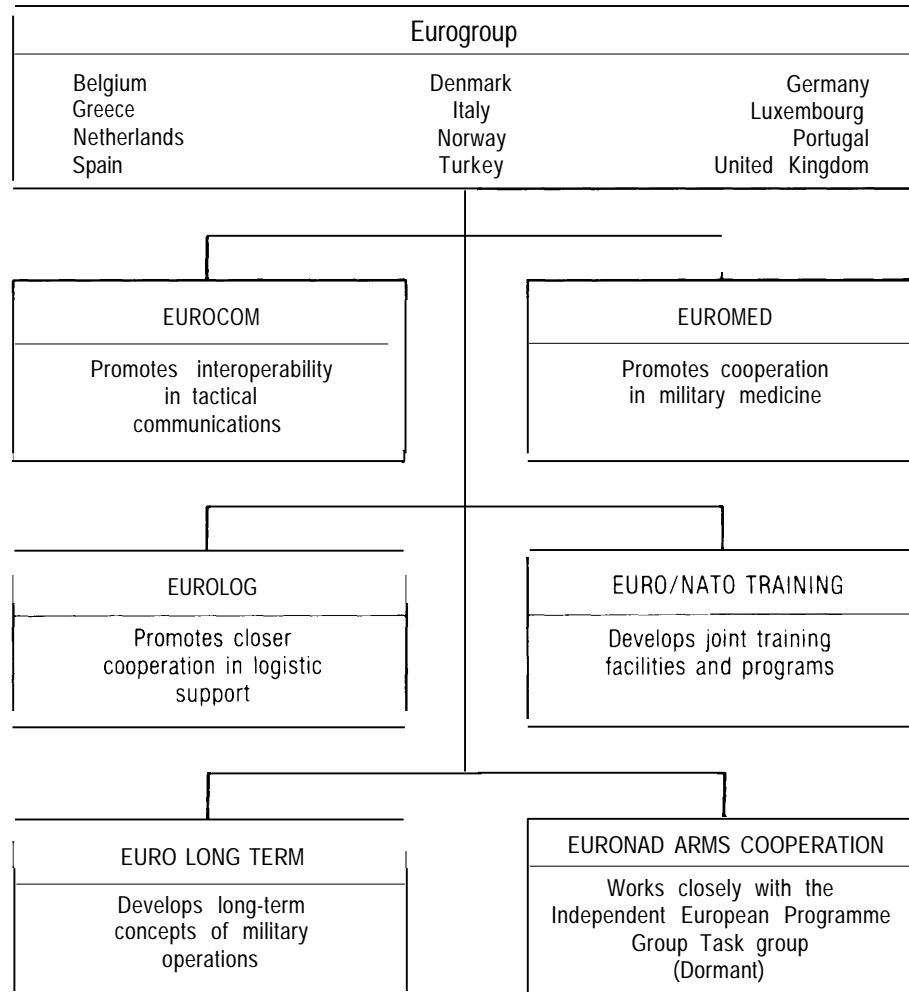 Eurogroup
Belgium Denmark Germany
Greece Italy Luxembourg
Netherlands Norway Portugal
Spain Turkey United Kingdom
EUROCOM
Promotes interoperability
in tactical
communications
EUROMED
Promotes cooperation
in military medicine
EUROLOG
Promotes closer
cooperation in logistic
support
EURO/NATO TRAINING
Develops joint training
facilities and programs
EURO LONG TERM
Develops long-term
concepts of military
operations
EURONAD ARMS COOPERATION
Works closely with the
Independent European Programme
Group Task group
(Dormant)